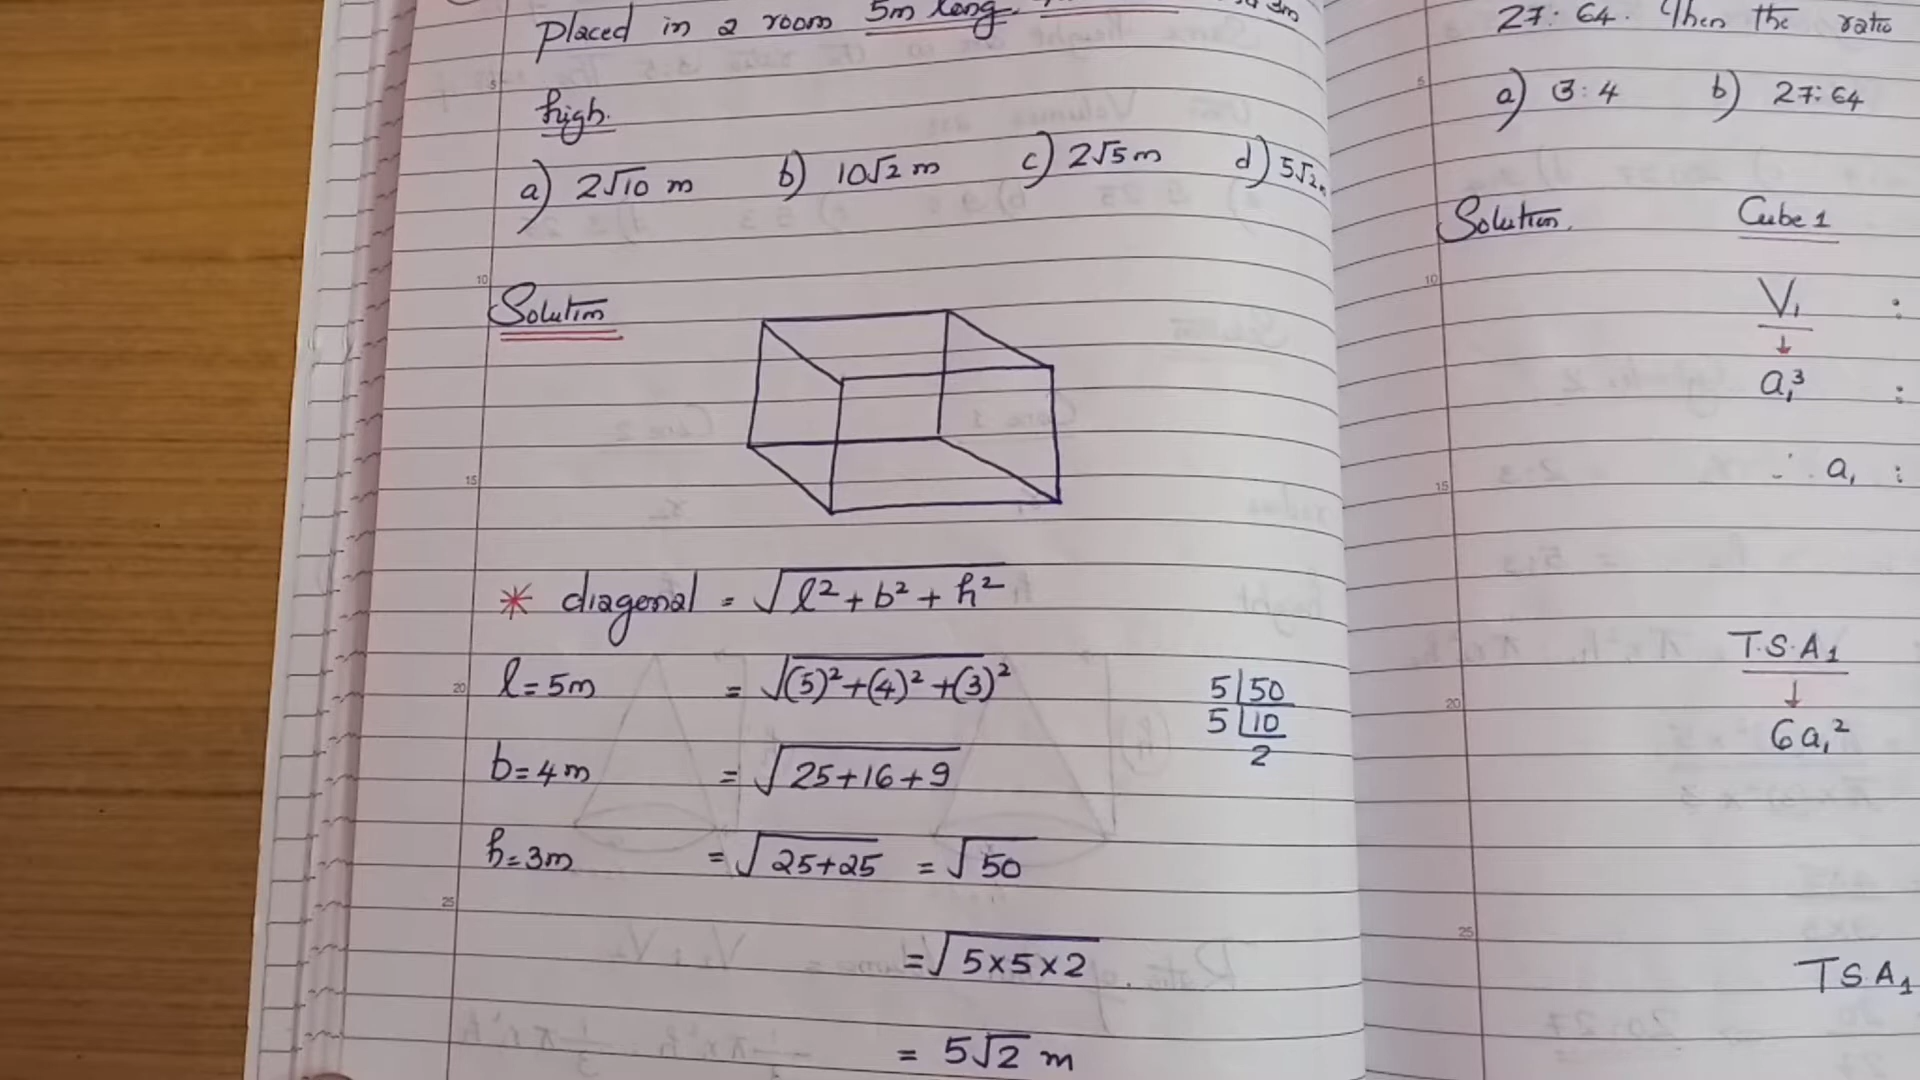 Placed in a room 5m long.
3m
high.
a) 2√10 m b) 10√2 m c) 2√5 m d) 5√2m
Solution
* diagonal = √l²+b²+h²
l=5m = √(5)²+(4)²+(3)²
5|50
5|10
2
b=4m = √25+16+9
h=3m = √25+25 = √50
= √5×5×2
= 5√2 m
27:64. Then the ratio
a) 3:4 b) 27:64
Solution. Cube 1
V₁ :
↓
a₁³ :
∴ a₁ :
T.S.A₁
↓
6a₁²
TSA₁